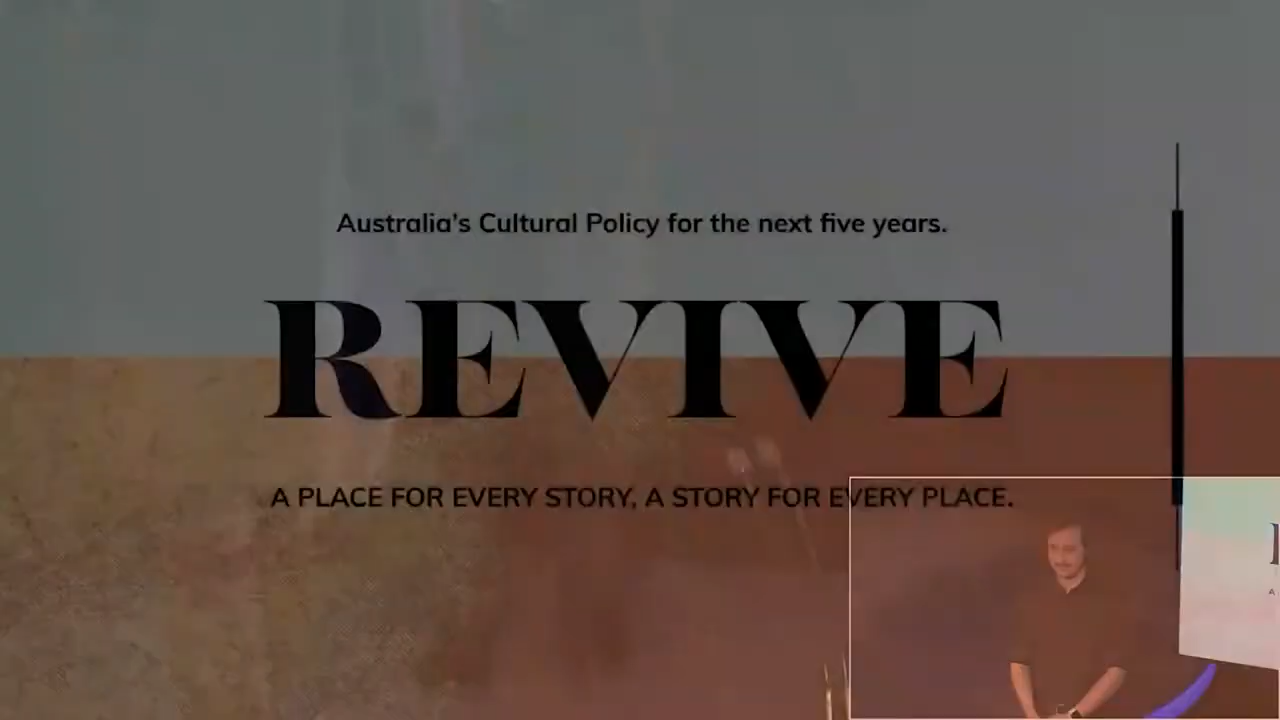 Australia's Cultural Policy for the next five years.
REVIVE
A PLACE FOR EVERY STORY, A STORY FOR EVERY PLACE.